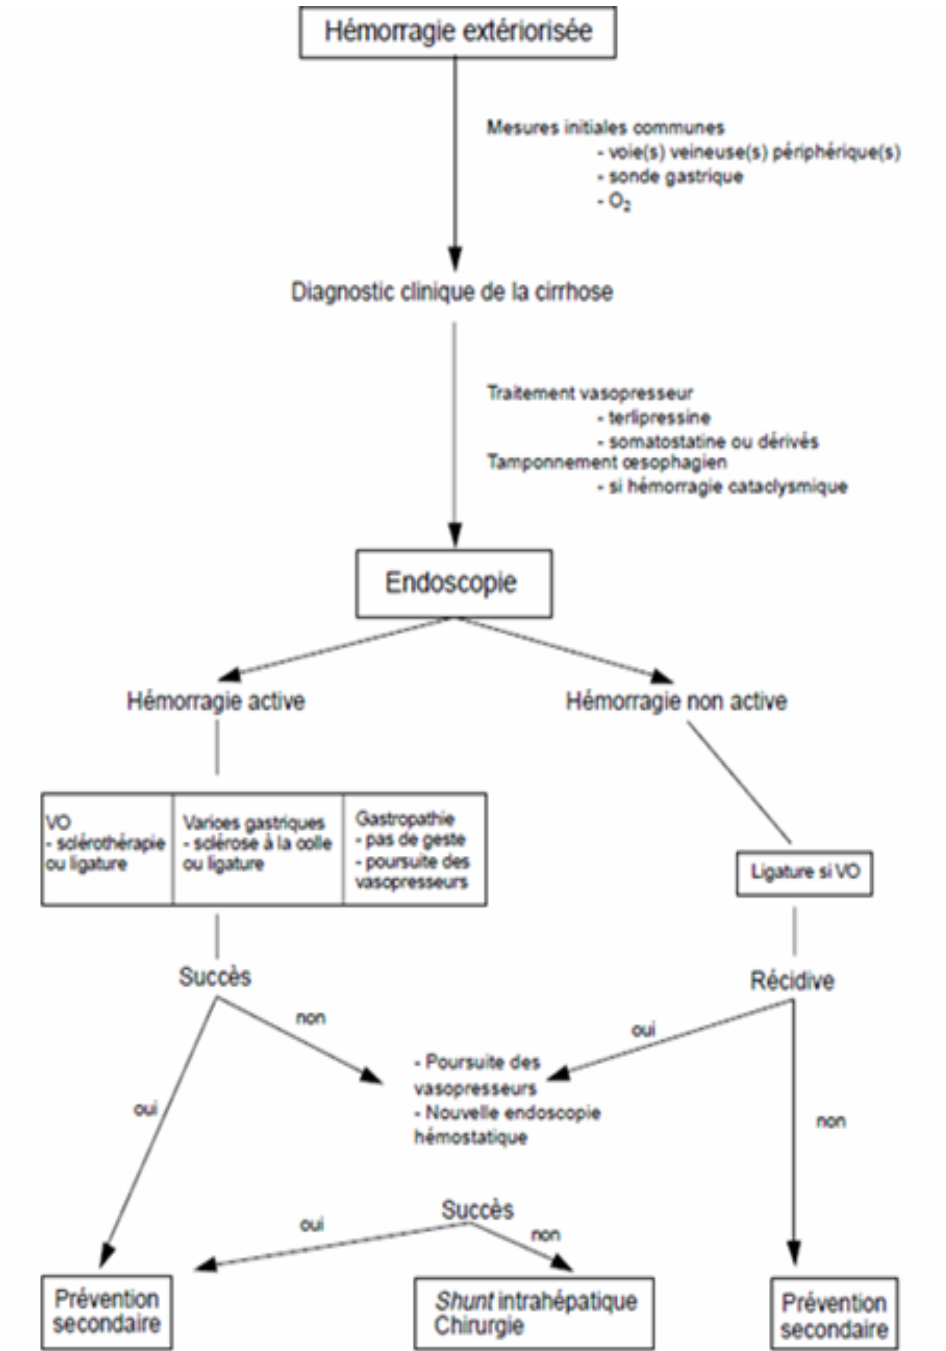 Hémorragie extériorisée
Mesures initiales communes
- voie(s) veineuse(s) périphérique(s)
- sonde gastrique
- O₂
Diagnostic clinique de la cirrhose
Traitement vasopresseur
- terlipressine
- somatostatine ou dérivés
Tamponnement œsophagien
- si hémorragie cataclysmique
Endoscopie
Hémorragie active
Hémorragie non active
VO
- sclérothérapie
ou ligature
Varices gastriques
- sclérose à la colle
ou ligature
Gastropathie
- pas de geste
- poursuite des
vasopresseurs
Ligature si VO
Succès
Récidive
non
oui
- Poursuite des
vasopresseurs
- Nouvelle endoscopie
hémostatique
oui
non
Succès
oui
non
Prévention
secondaire
Shunt intrahépatique
Chirurgie
Prévention
secondaire